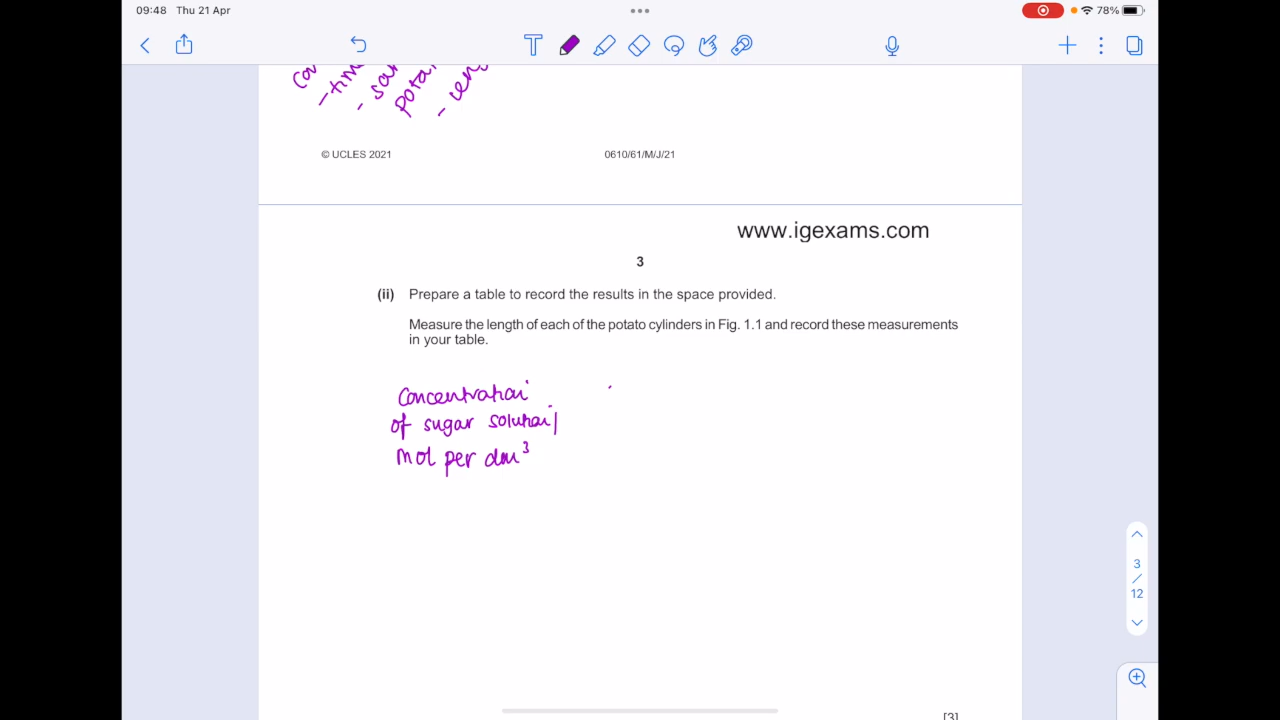 09:48 Thu 21 Apr
78%
- time
© UCLES 2021 0610/61/M/J/21
www.igexams.com
3
(ii) Prepare a table to record the results in the space provided.
Measure the length of each of the potato cylinders in Fig. 1.1 and record these measurements
in your table.
Concentration
of sugar solution/
mol per dm³
3
/
12
[3]